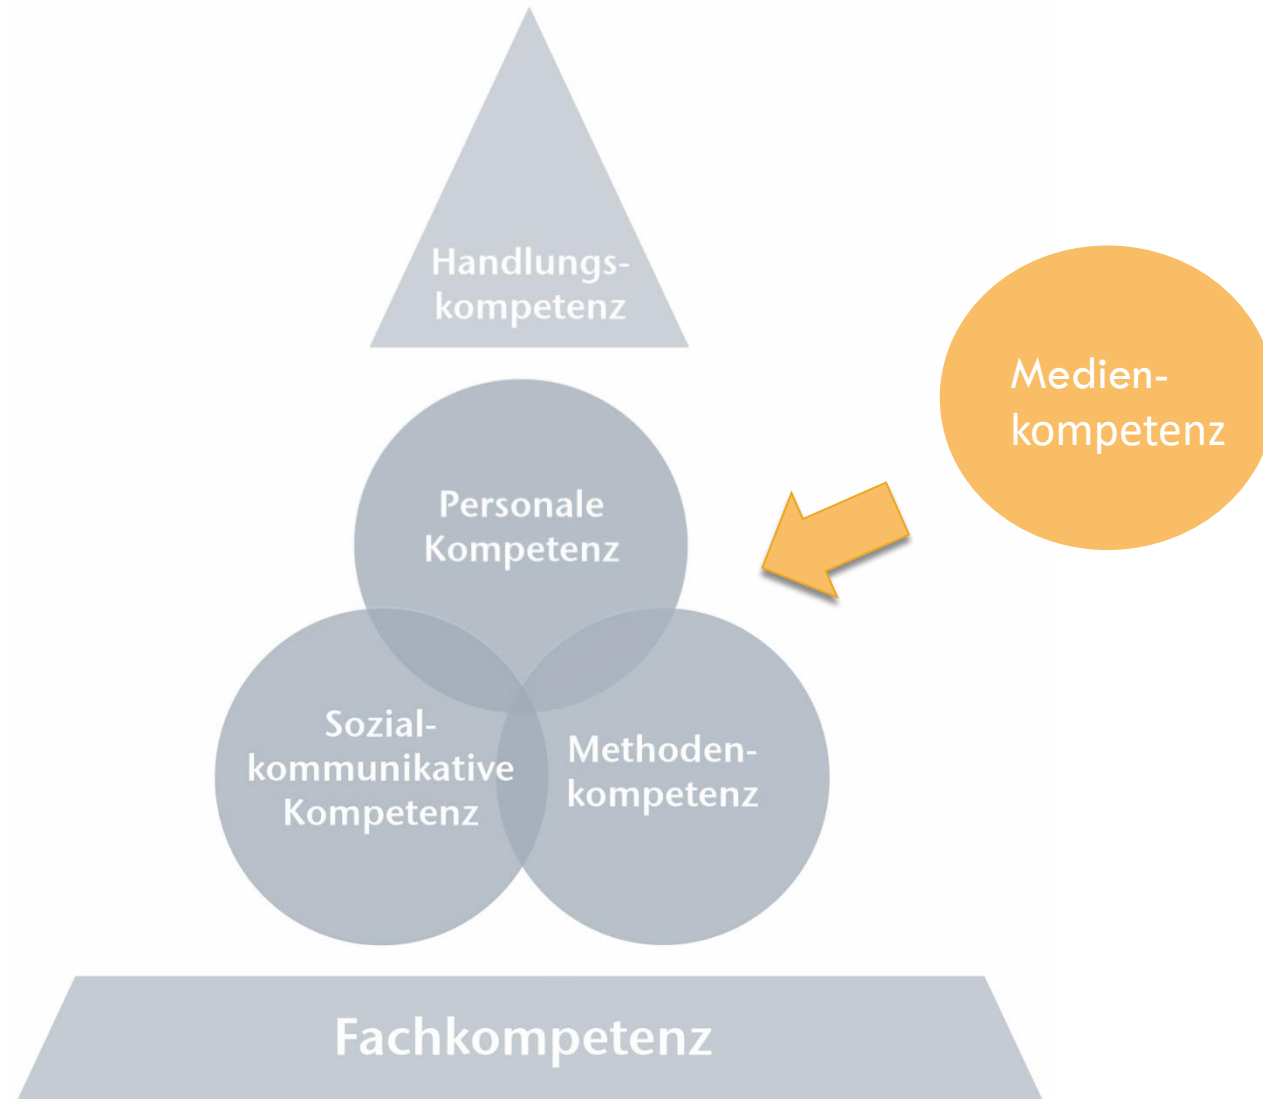 Handlungs-
kompetenz
Medien-
kompetenz
Personale
Kompetenz
Sozial-
kommunikative
Kompetenz
Methoden-
kompetenz
Fachkompetenz